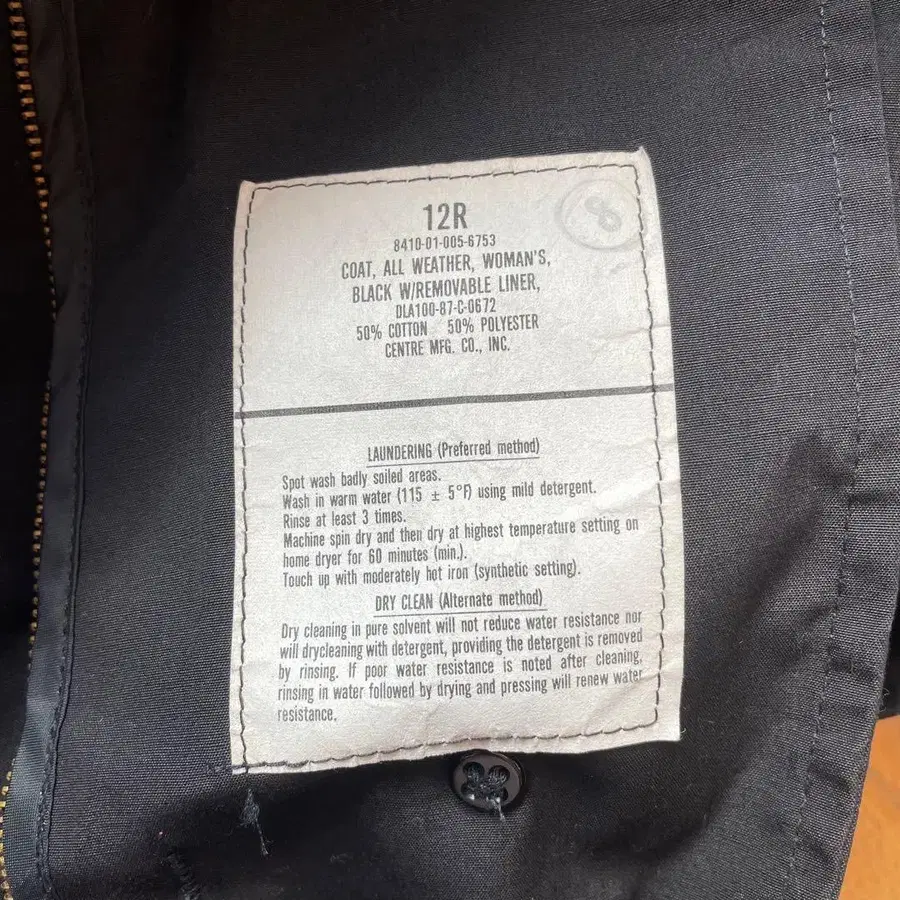 8
12R
8410-01-005-6753
COAT, ALL WEATHER, WOMAN'S,
BLACK W/REMOVABLE LINER,
DLA100-87-C-0672
50% COTTON 50% POLYESTER
CENTRE MFG. CO., INC.
LAUNDERING (Preferred method)
Spot wash badly soiled areas.
Wash in warm water (115 ± 5°F) using mild detergent.
Rinse at least 3 times.
Machine spin dry and then dry at highest temperature setting on
home dryer for 60 minutes (min.).
Touch up with moderately hot iron (synthetic setting).
DRY CLEAN (Alternate method)
Dry cleaning in pure solvent will not reduce water resistance nor
will drycleaning with detergent, providing the detergent is removed
by rinsing. If poor water resistance is noted after cleaning,
rinsing in water followed by drying and pressing will renew water
resistance.